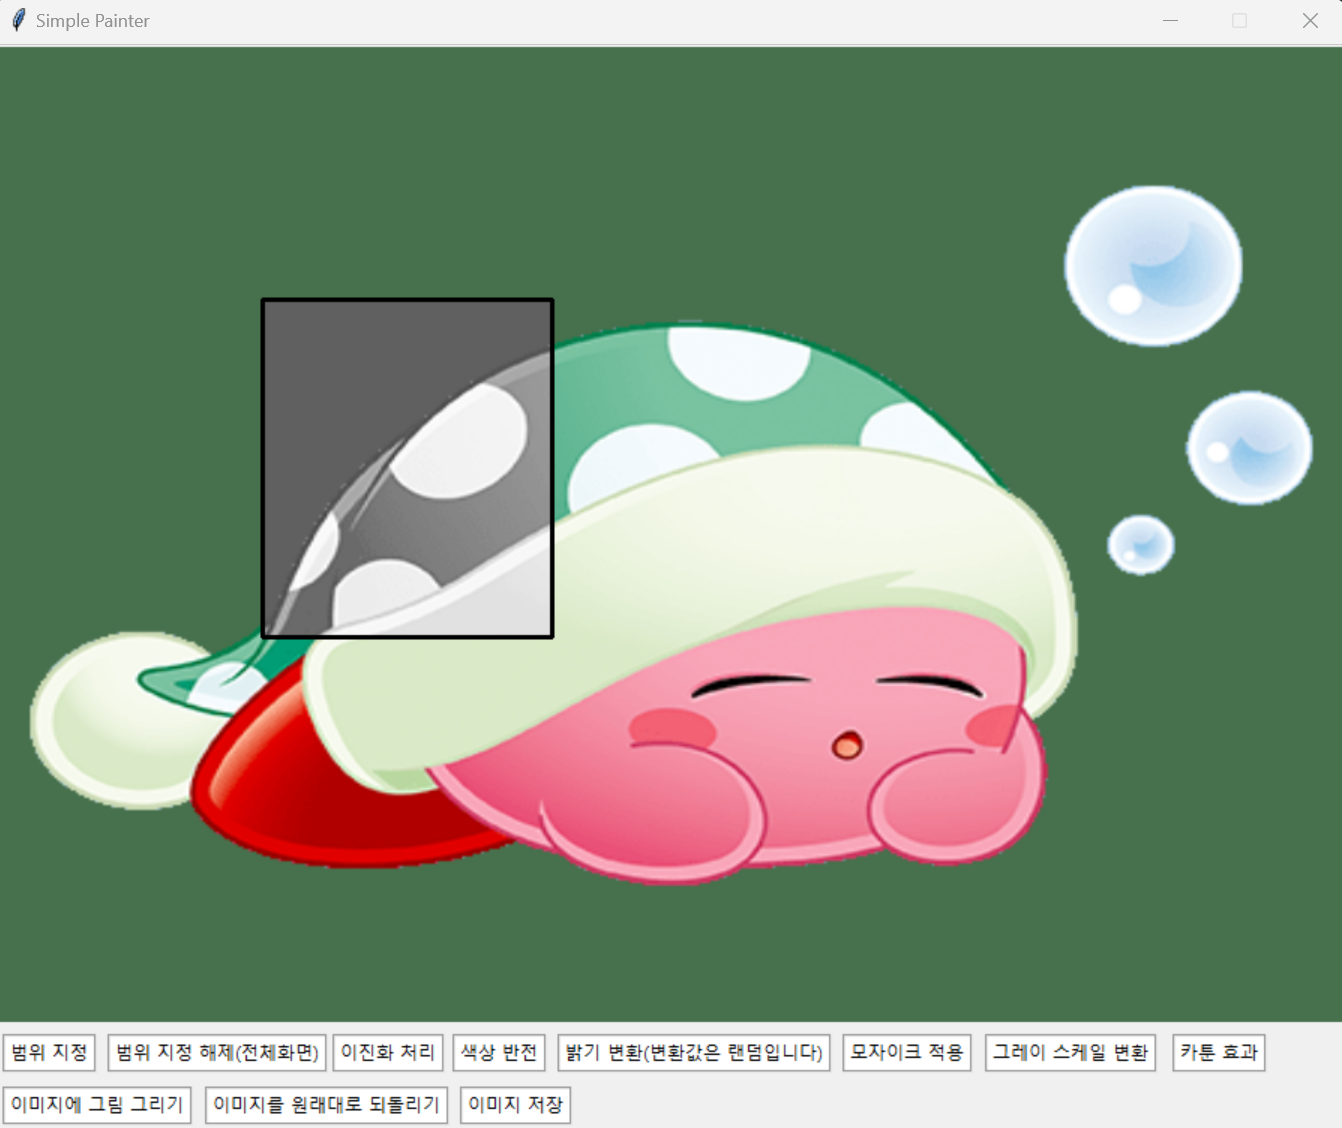 Simple Painter
범위 지정 범위 지정 해제(전체화면) 이진화 처리 색상 반전 밝기 변환(변환값은 랜덤입니다) 모자이크 적용 그레이 스케일 변환 카툰 효과
이미지에 그림 그리기 이미지를 원래대로 되돌리기 이미지 저장